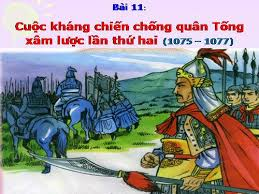 Bài 11:
Cuộc kháng chiến chống quân Tống
xâm lược lần thứ hai (1075 – 1077)